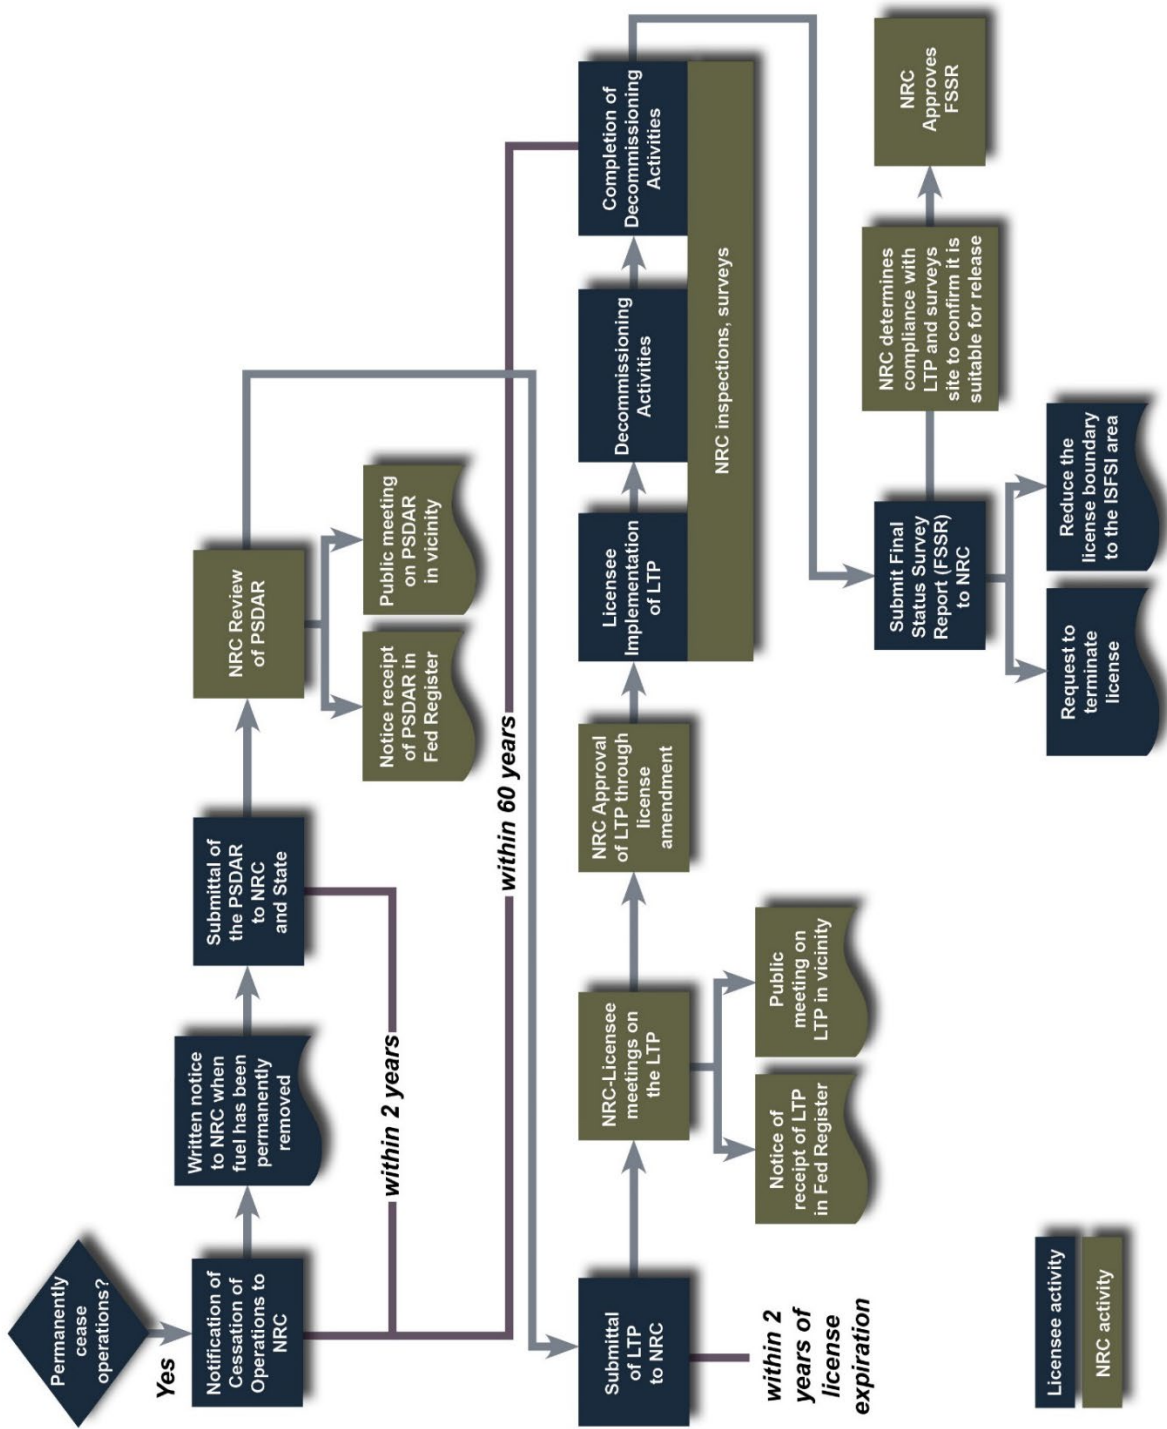 Permanently
cease
operations?
Yes
Notification of
Cessation of
Operations to
NRC
Written notice
to NRC when
fuel has been
permanently
removed
Submittal of
the PSDAR
to NRC
and State
NRC Review
of PSDAR
Notice receipt
of PSDAR in
Fed Register
Public meeting
on PSDAR
in vicinity
within 2 years
within 60 years
Submittal
of LTP
to NRC
within 2
years of
license
expiration
NRC-Licensee
meetings on
the LTP
Notice of
receipt of LTP
in Fed Register
Public
meeting on
LTP in vicinity
NRC Approval
of LTP through
license
amendment
Licensee
Implementation
of LTP
Decommissioning
Activities
Completion of
Decommissioning
Activities
NRC inspections, surveys
Submit Final
Status Survey
Report (FSSR)
to NRC
Request to
terminate
license
Reduce the
license boundary
to the ISFSI area
NRC determines
compliance with
LTP and surveys
site to confirm it is
suitable for release
NRC
Approves
FSSR
Licensee activity
NRC activity